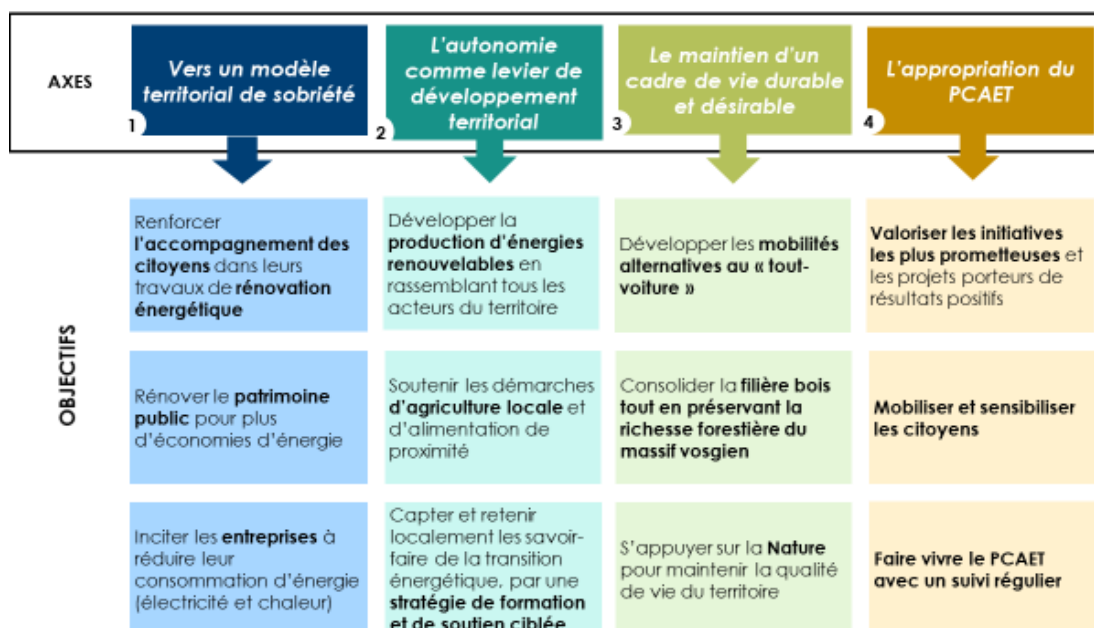 AXES
Vers un modèle
territorial de sobriété
1
L'autonomie
comme levier de
développement
territorial
2
Le maintien d'un
cadre de vie durable
et désirable
3
L'appropriation du
PCAET
4
OBJECTIFS
Renforcer
l'accompagnement des
citoyens dans leurs
travaux de rénovation
énergétique
Développer la
production d'énergies
renouvelables en
rassemblant tous les
acteurs du territoire
Développer les mobilités
alternatives au « tout-
voiture »
Valoriser les initiatives
les plus prometteuses et
les projets porteurs de
résultats positifs
Rénover le patrimoine
public pour plus
d'économies d'énergie
Soutenir les démarches
d'agriculture locale et
d'alimentation de
proximité
Consolider la filière bois
tout en préservant la
richesse forestière du
massif vosgien
Mobiliser et sensibiliser
les citoyens
Inciter les entreprises à
réduire leur
consommation d'énergie
(électricité et chaleur)
Capter et retenir
localement les savoir-
faire de la transition
énergétique, par une
stratégie de formation
et de soutien ciblée
S'appuyer sur la Nature
pour maintenir la qualité
de vie du territoire
Faire vivre le PCAET
avec un suivi régulier